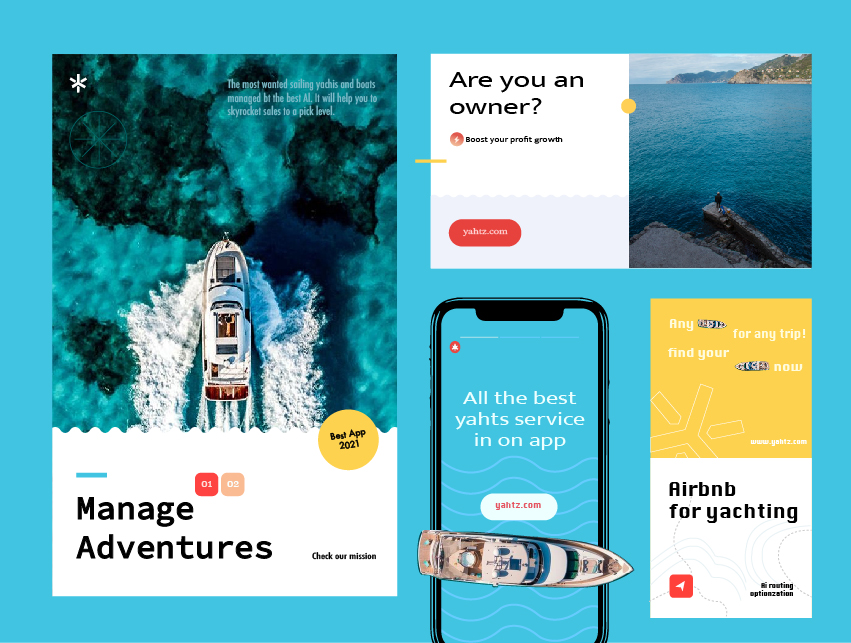 The most wanted sailing yachis and boats
managed bt the best AI. It will help you to
skyrocket sales to a pick level.
Best App
2021
01 02
Manage
Adventures
Check our mission
Are you an
owner?
Boost your profit growth
yahtz.com
All the best
yahts service
in on app
yahtz.com
Any for any trip!
find your
now
www.yahtz.com
Airbnb
for yachting
Ai routing
optionzation